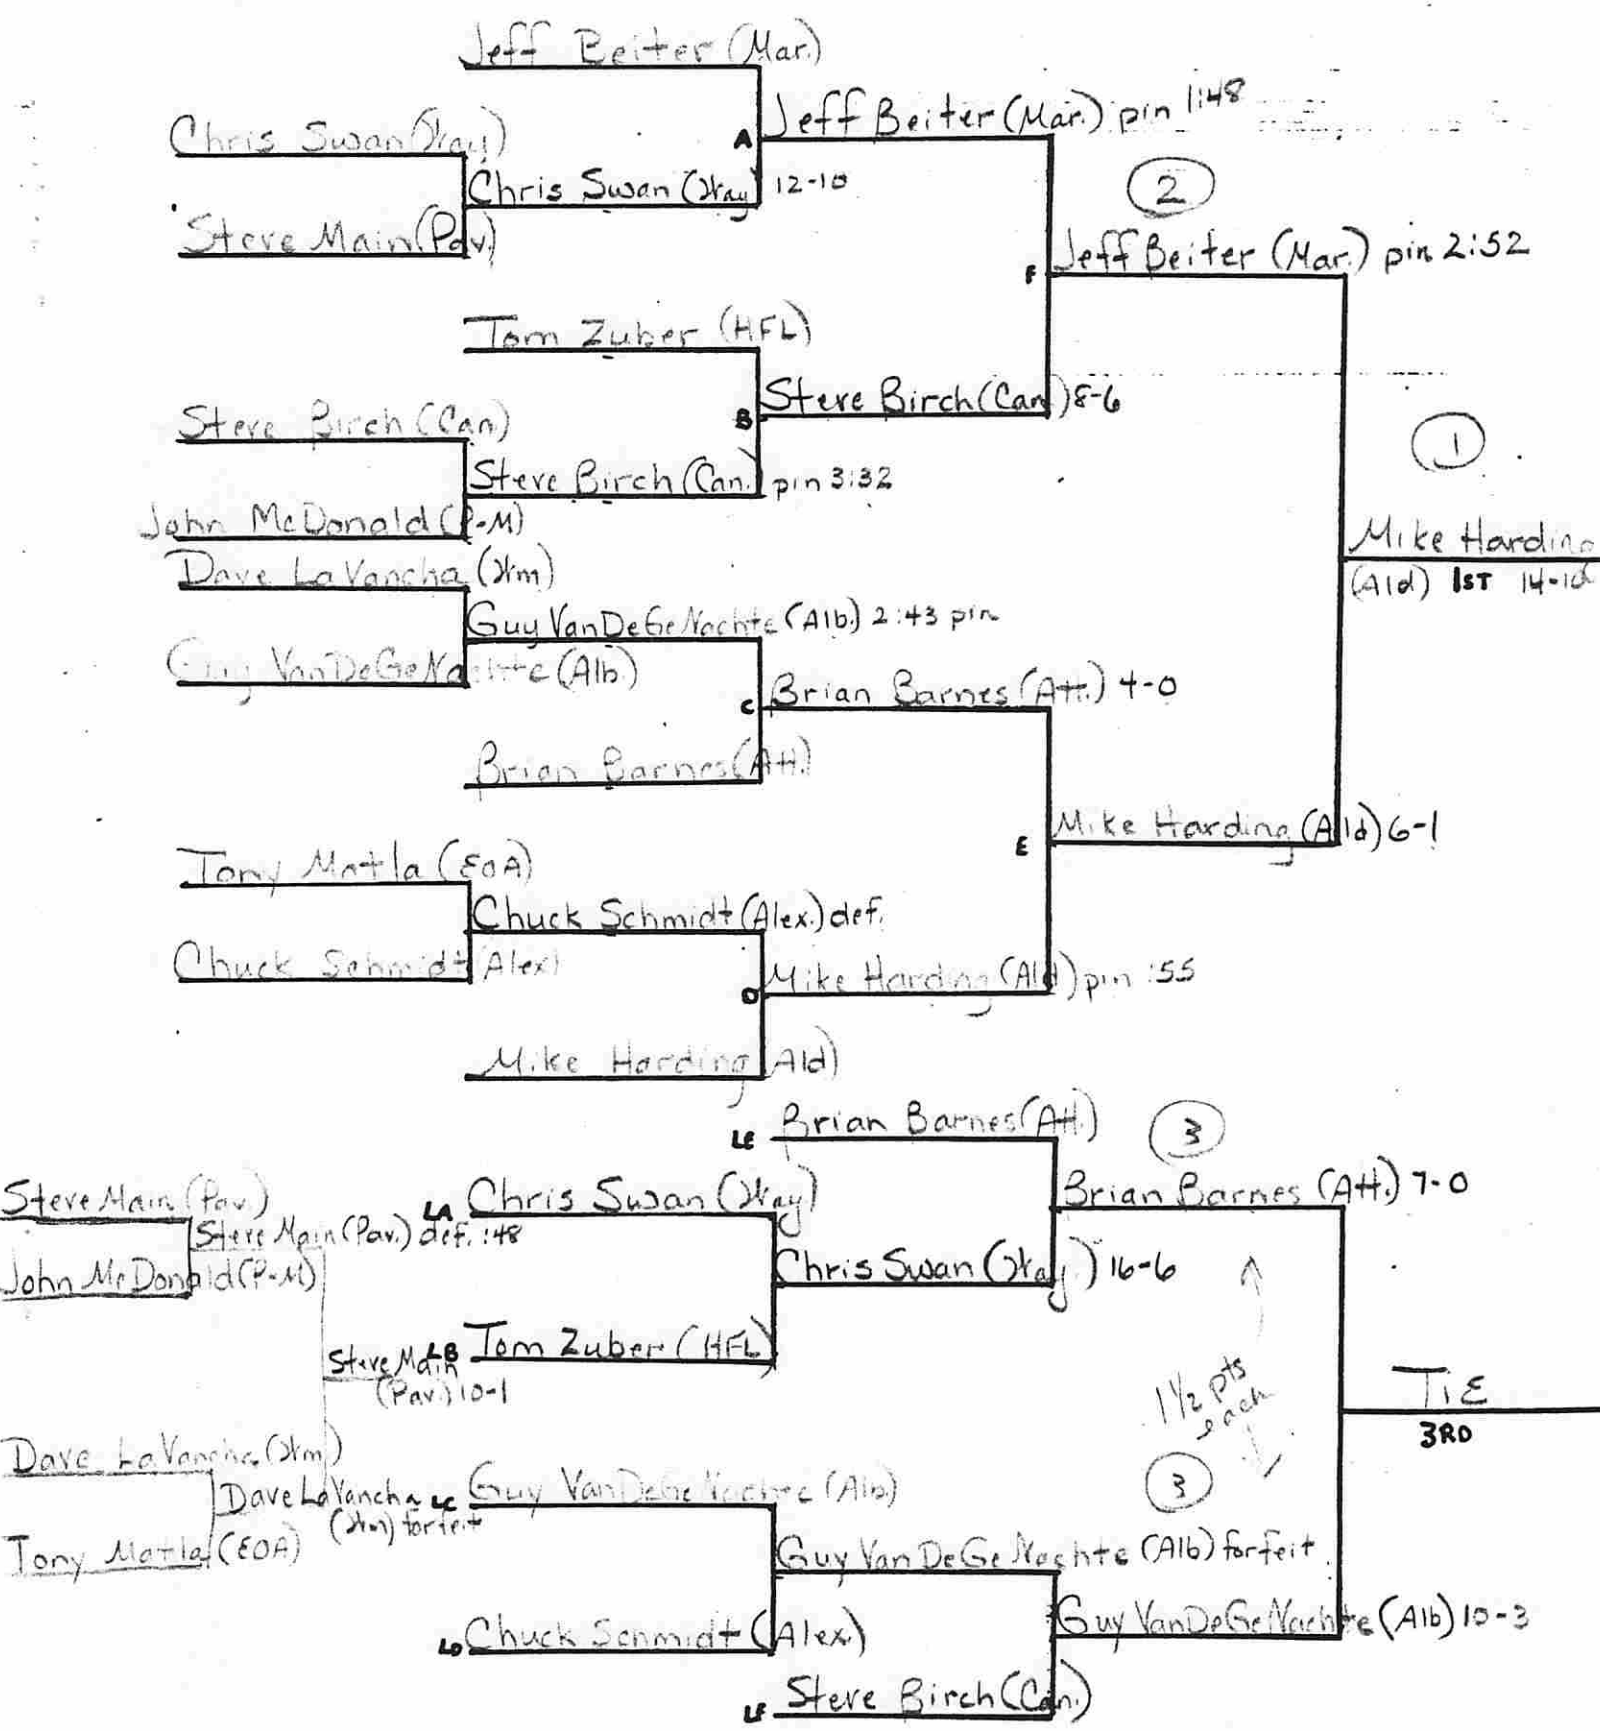 Jeff Beiter (Mar.)
Jeff Beiter (Mar.) pin 1:48
Chris Swan (Way)
A
Chris Swan (Way) 12-10
2
Steve Main (Pav.)
Jeff Beiter (Mar.) pin 2:52
F
Tom Zuber (HFL)
Steve Birch (Can.) 8-6
B
Steve Birch (Can)
1
Steve Birch (Can.) pin 3:32
John McDonald (P-M)
Mike Harding
(Ald) 1ST 14-10
Dave LaVancha (Wm)
Guy VanDeGeNachte (Alb.) 2:43 pin
Guy VanDeGeNachte (Alb.)
Brian Barnes (Att.) 4-0
C
Brian Barnes (Att.)
Mike Harding (Ald) 6-1
E
Tony Matla (EOA)
Chuck Schmidt (Alex.) def.
Chuck Schmidt (Alex)
Mike Harding (Ald) pin :55
D
Mike Harding (Ald)
LE Brian Barnes (Att.)
3
Steve Main (Pav.)
LA Chris Swan (Way)
Brian Barnes (Att.) 7-0
Steve Main (Pav.) def. :48
John McDonald (P-M)
Chris Swan (Way.) 16-6
LB Tom Zuber (HFL)
Steve Main
(Pav.) 10-1
1 1/2 pts
each
TiE
3RD
Dave LaVancha (Wm)
3
Dave LaVancha
(Wm) forfeit
LC Guy VanDeGeNachte (Alb)
Tony Matla (EOA)
Guy VanDeGeNachte (Alb) forfeit
Guy VanDeGeNachte (Alb) 10-3
LD Chuck Schmidt (Alex.)
LF Steve Birch (Can.)